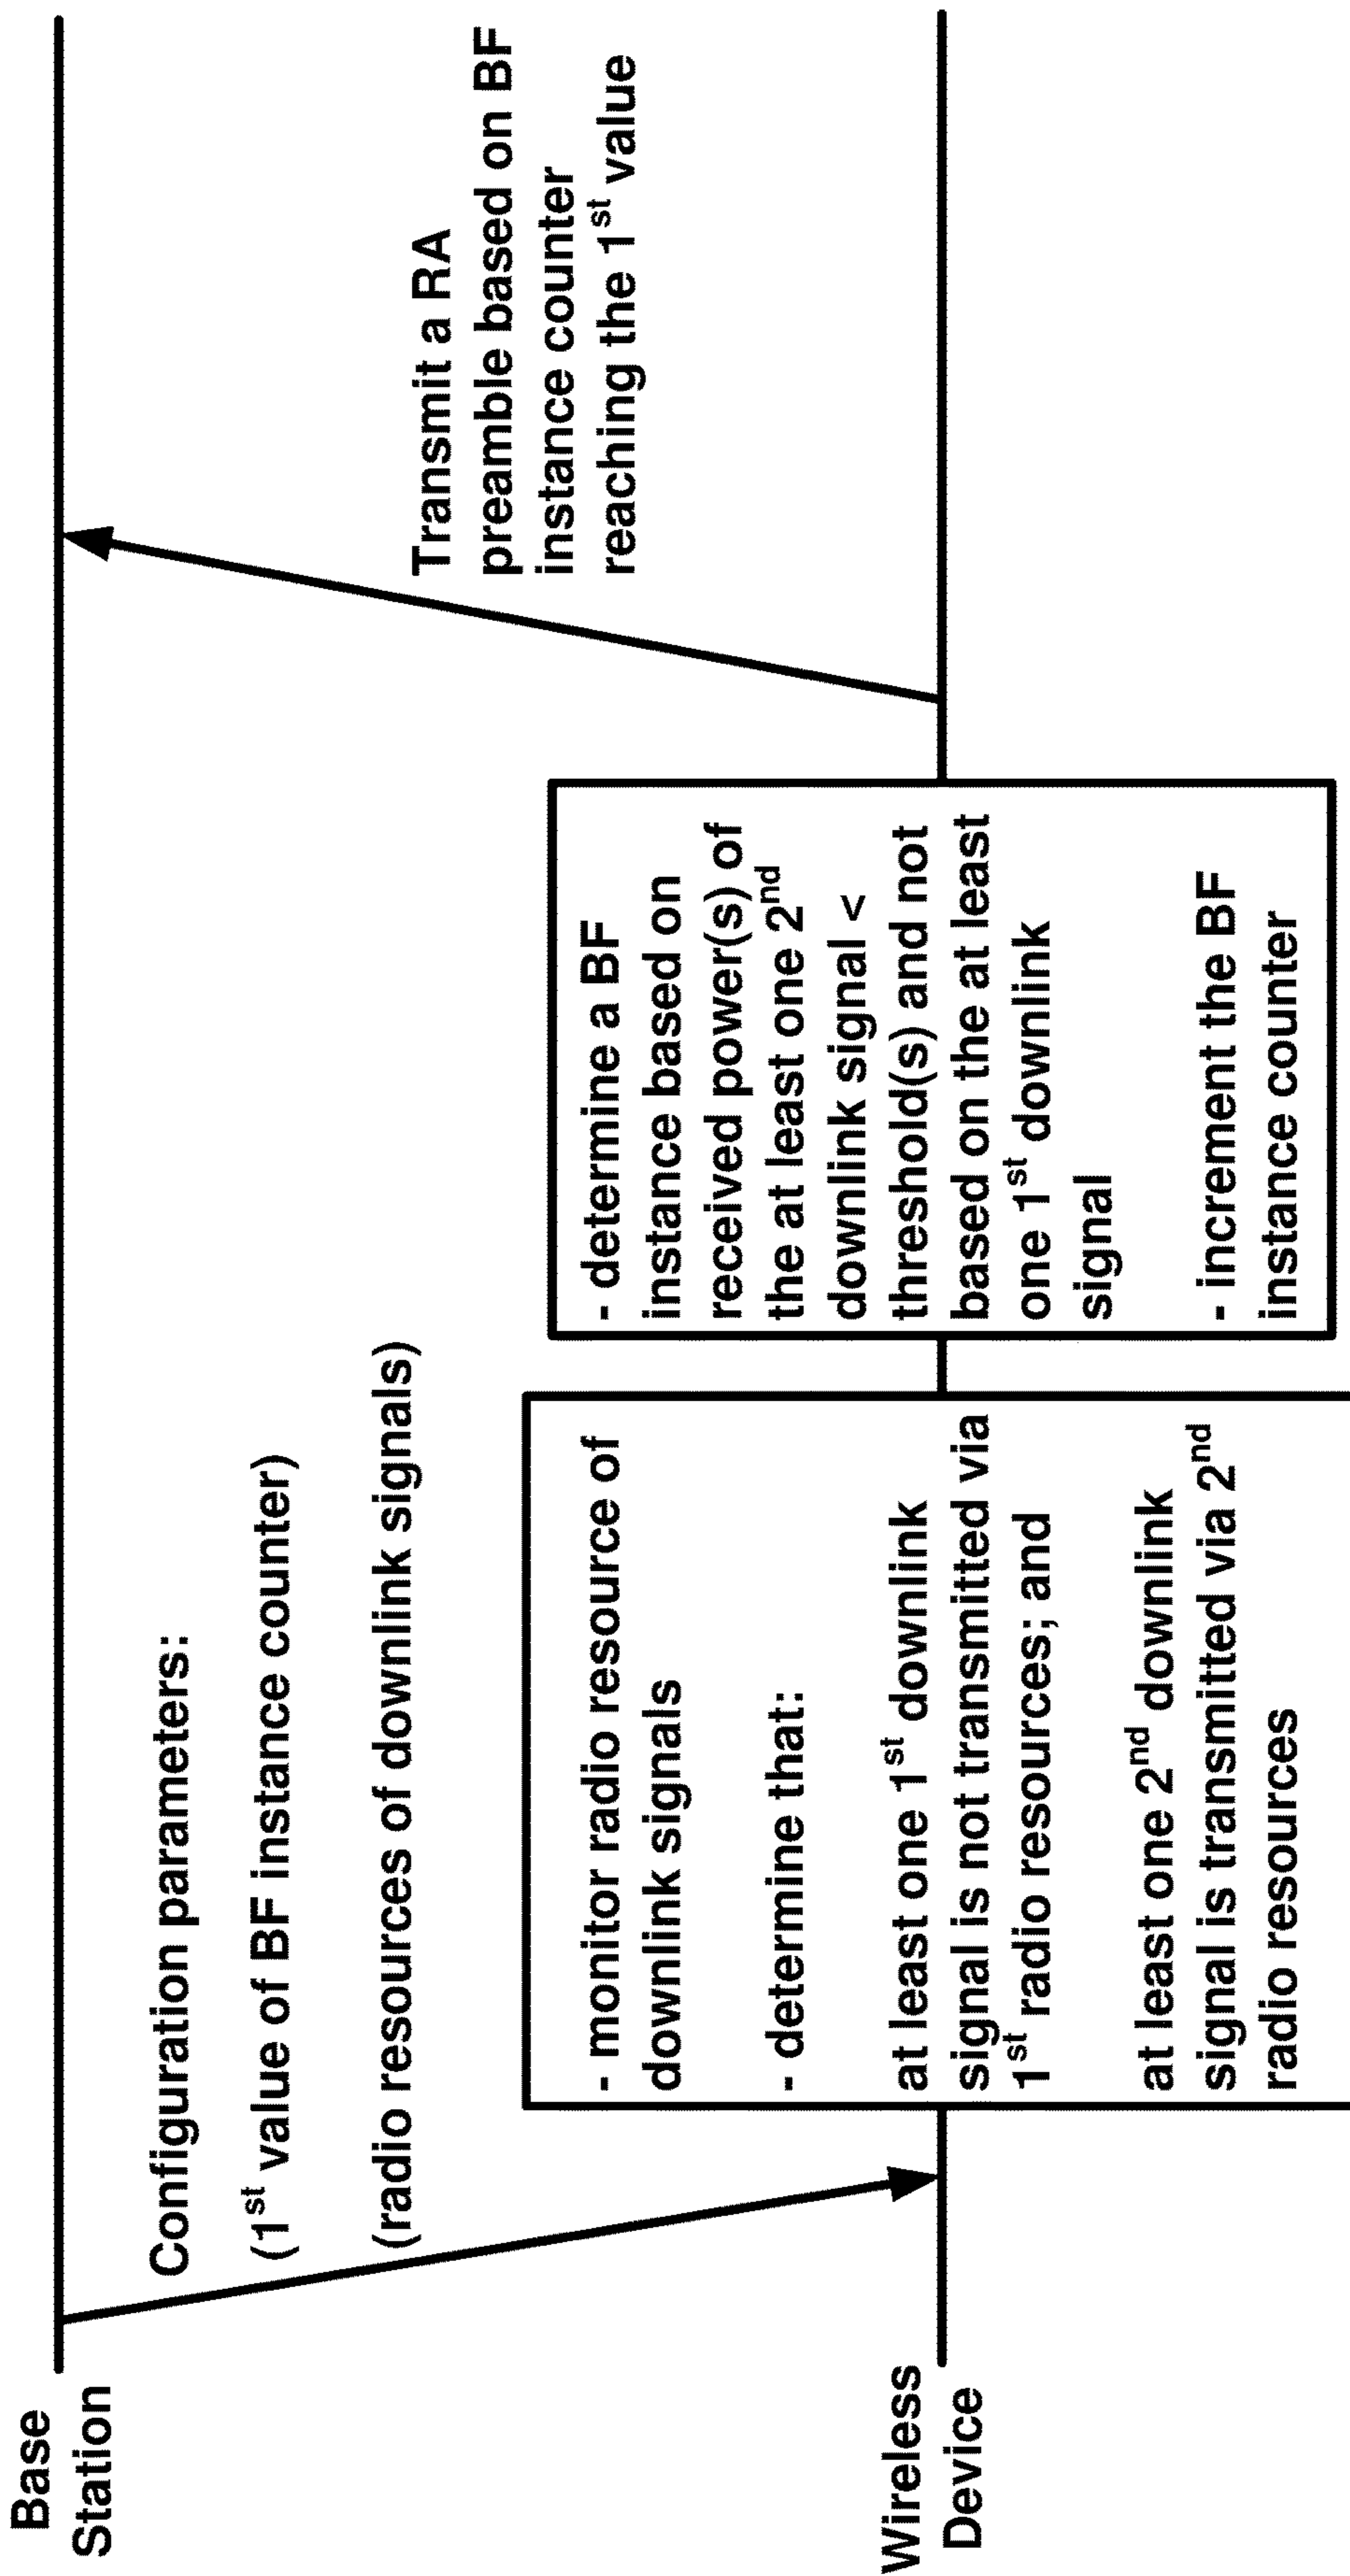 Base
Station
Configuration parameters:
(1st value of BF instance counter)
(radio resources of downlink signals)
Transmit a RA
preamble based on BF
instance counter
reaching the 1st value
Wireless
Device
- monitor radio resource of
downlink signals
- determine that:
at least one 1st downlink
signal is not transmitted via
1st radio resources; and
at least one 2nd downlink
signal is transmitted via 2nd
radio resources
- determine a BF
instance based on
received power(s) of
the at least one 2nd
downlink signal <
threshold(s) and not
based on the at least
one 1st downlink
signal
- increment the BF
instance counter